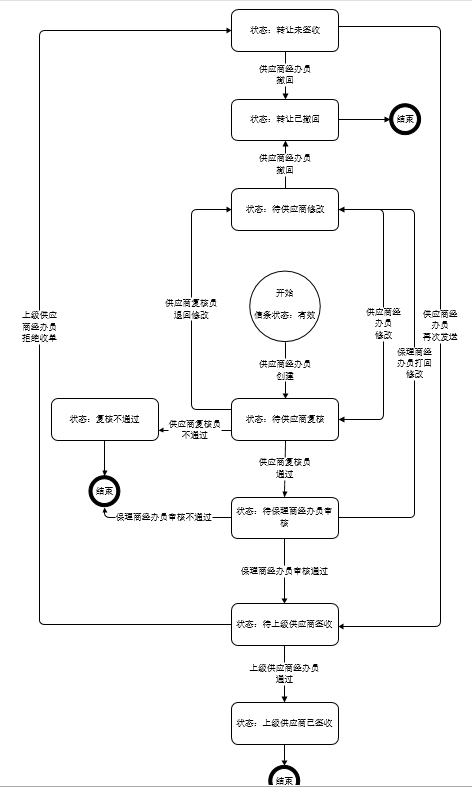 状态：转让未签收
供应商经办员
撤回
状态：转让已撤回
结束
供应商经办员
撤回
状态：待供应商修改
开始
信条状态：有效
供应商复核员
退回修改
上级供应
商经办员
拒绝收单
供应商经
办员
修改
供应商经
办员
再次发送
保理商经
办员打回
修改
供应商经办员
创建
状态：复核不通过
供应商复核员
不通过
状态：待供应商复核
供应商复核员
通过
结束
保理商经办员审核不通过
状态：待保理商经办员审
核
保理商经办员审核通过
状态：待上级供应商签收
上级供应商经办员
通过
状态：上级供应商已签收
结束